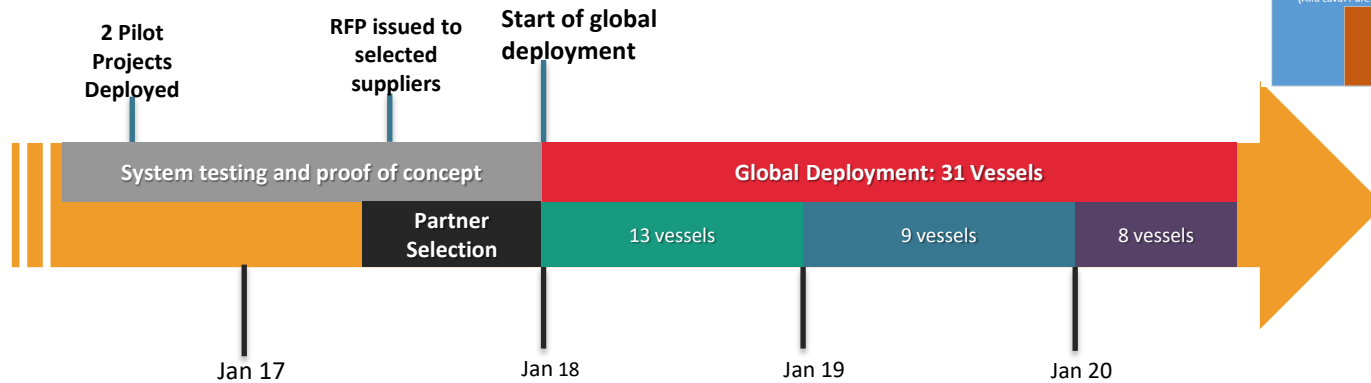 2 Pilot
Projects
Deployed
RFP issued to
selected
suppliers
Start of global
deployment
System testing and proof of concept
Global Deployment: 31 Vessels
Partner
Selection
13 vessels
9 vessels
8 vessels
Jan 17
Jan 18
Jan 19
Jan 20